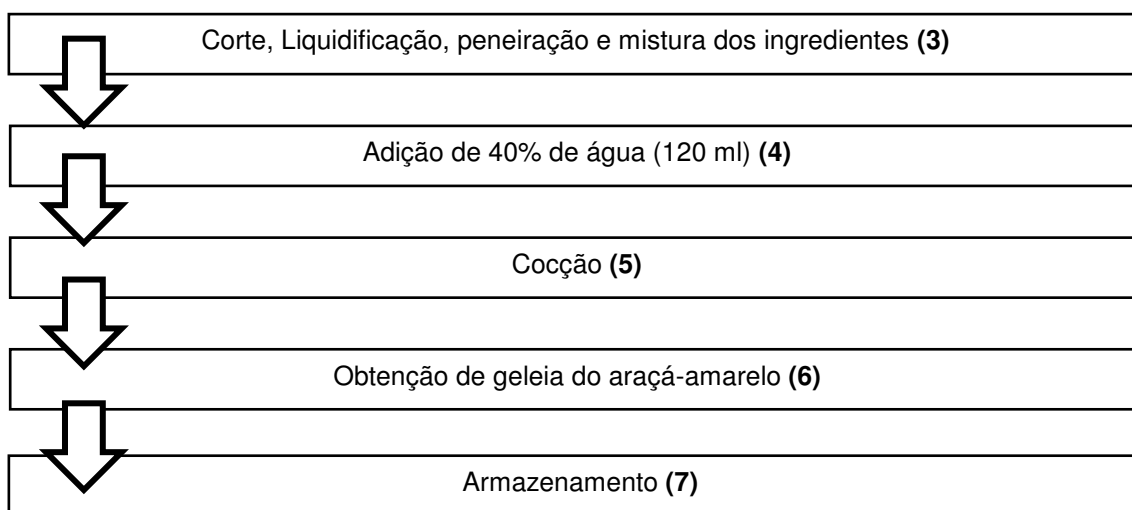 Corte, Liquidificação, peneiração e mistura dos ingredientes (3)
Adição de 40% de água (120 ml) (4)
Cocção (5)
Obtenção de geleia do araçá-amarelo (6)
Armazenamento (7)